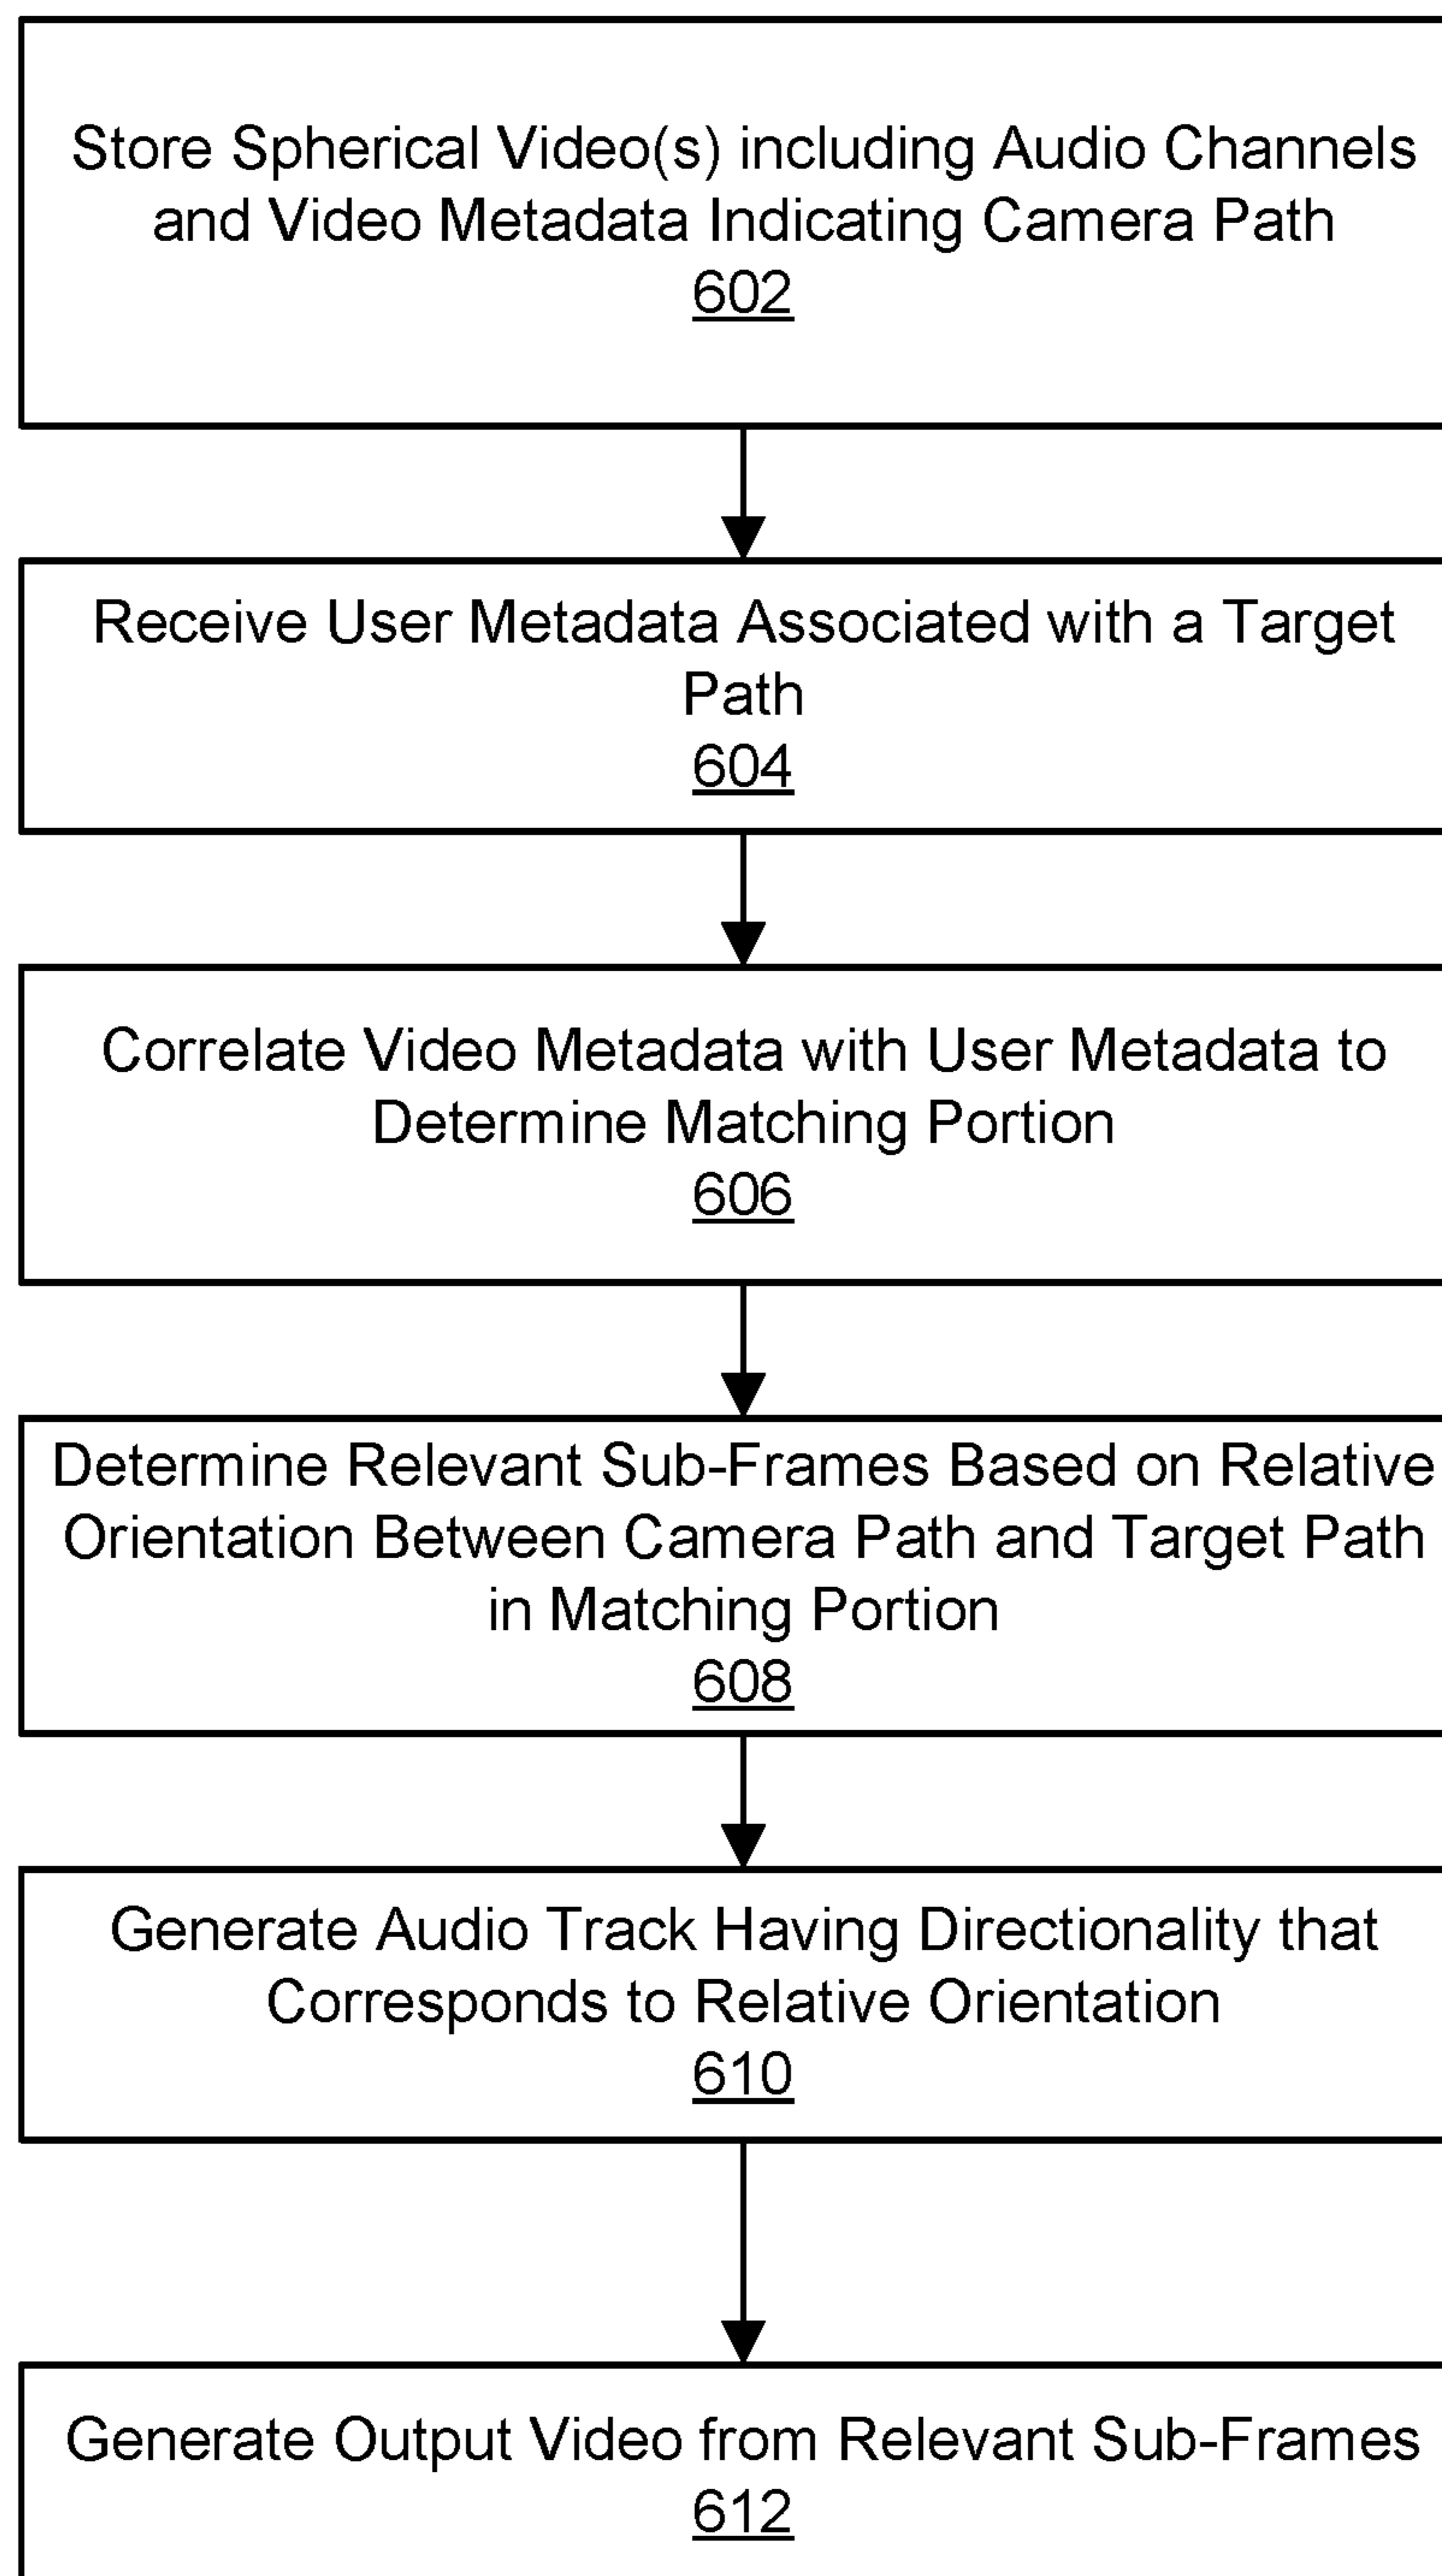 Store Spherical Video(s) including Audio Channels
and Video Metadata Indicating Camera Path
602
Receive User Metadata Associated with a Target
Path
604
Correlate Video Metadata with User Metadata to
Determine Matching Portion
606
Determine Relevant Sub-Frames Based on Relative
Orientation Between Camera Path and Target Path
in Matching Portion
608
Generate Audio Track Having Directionality that
Corresponds to Relative Orientation
610
Generate Output Video from Relevant Sub-Frames
612